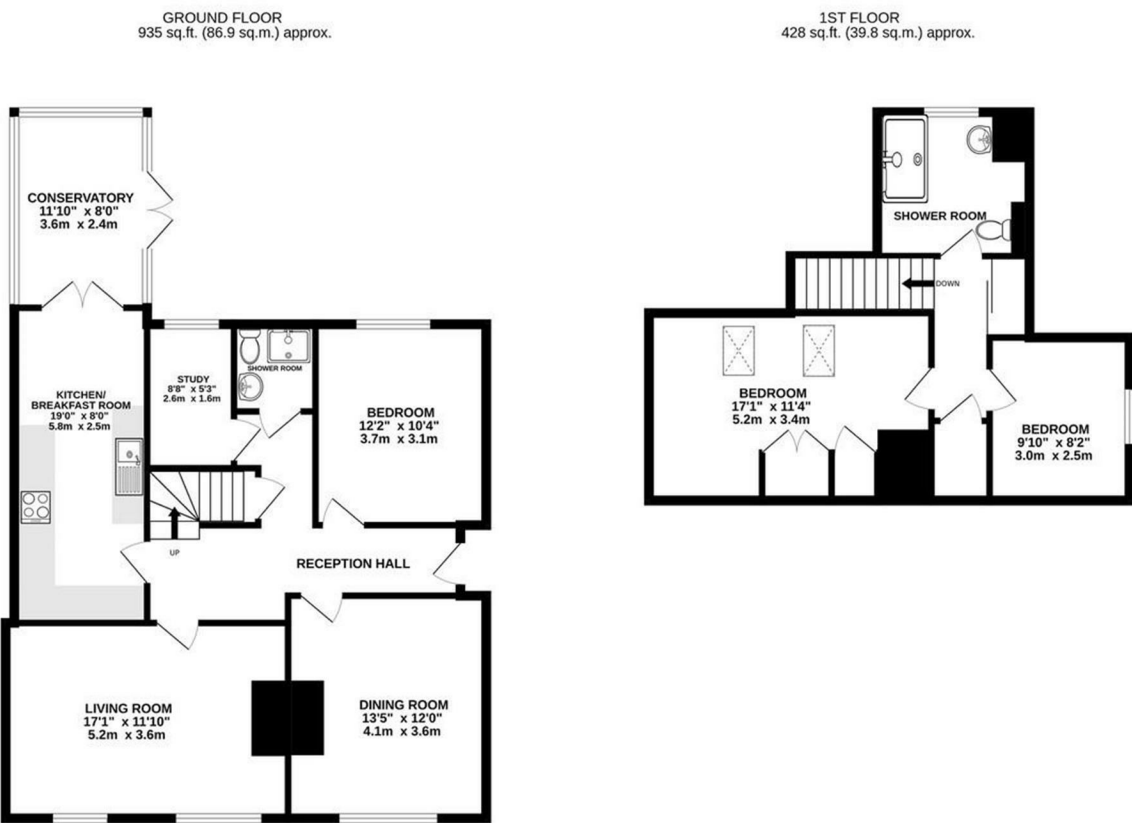 GROUND FLOOR
935 sq.ft. (86.9 sq.m.) approx.
CONSERVATORY
11'10" x 8'0"
3.6m x 2.4m
KITCHEN/
BREAKFAST ROOM
19'0" x 8'0"
5.8m x 2.5m
STUDY
8'8" x 5'3"
2.6m x 1.6m
SHOWER ROOM
BEDROOM
12'2" x 10'4"
3.7m x 3.1m
UP
RECEPTION HALL
LIVING ROOM
17'1" x 11'10"
5.2m x 3.6m
DINING ROOM
13'5" x 12'0"
4.1m x 3.6m
1ST FLOOR
428 sq.ft. (39.8 sq.m.) approx.
SHOWER ROOM
DOWN
BEDROOM
17'1" x 11'4"
5.2m x 3.4m
BEDROOM
9'10" x 8'2"
3.0m x 2.5m